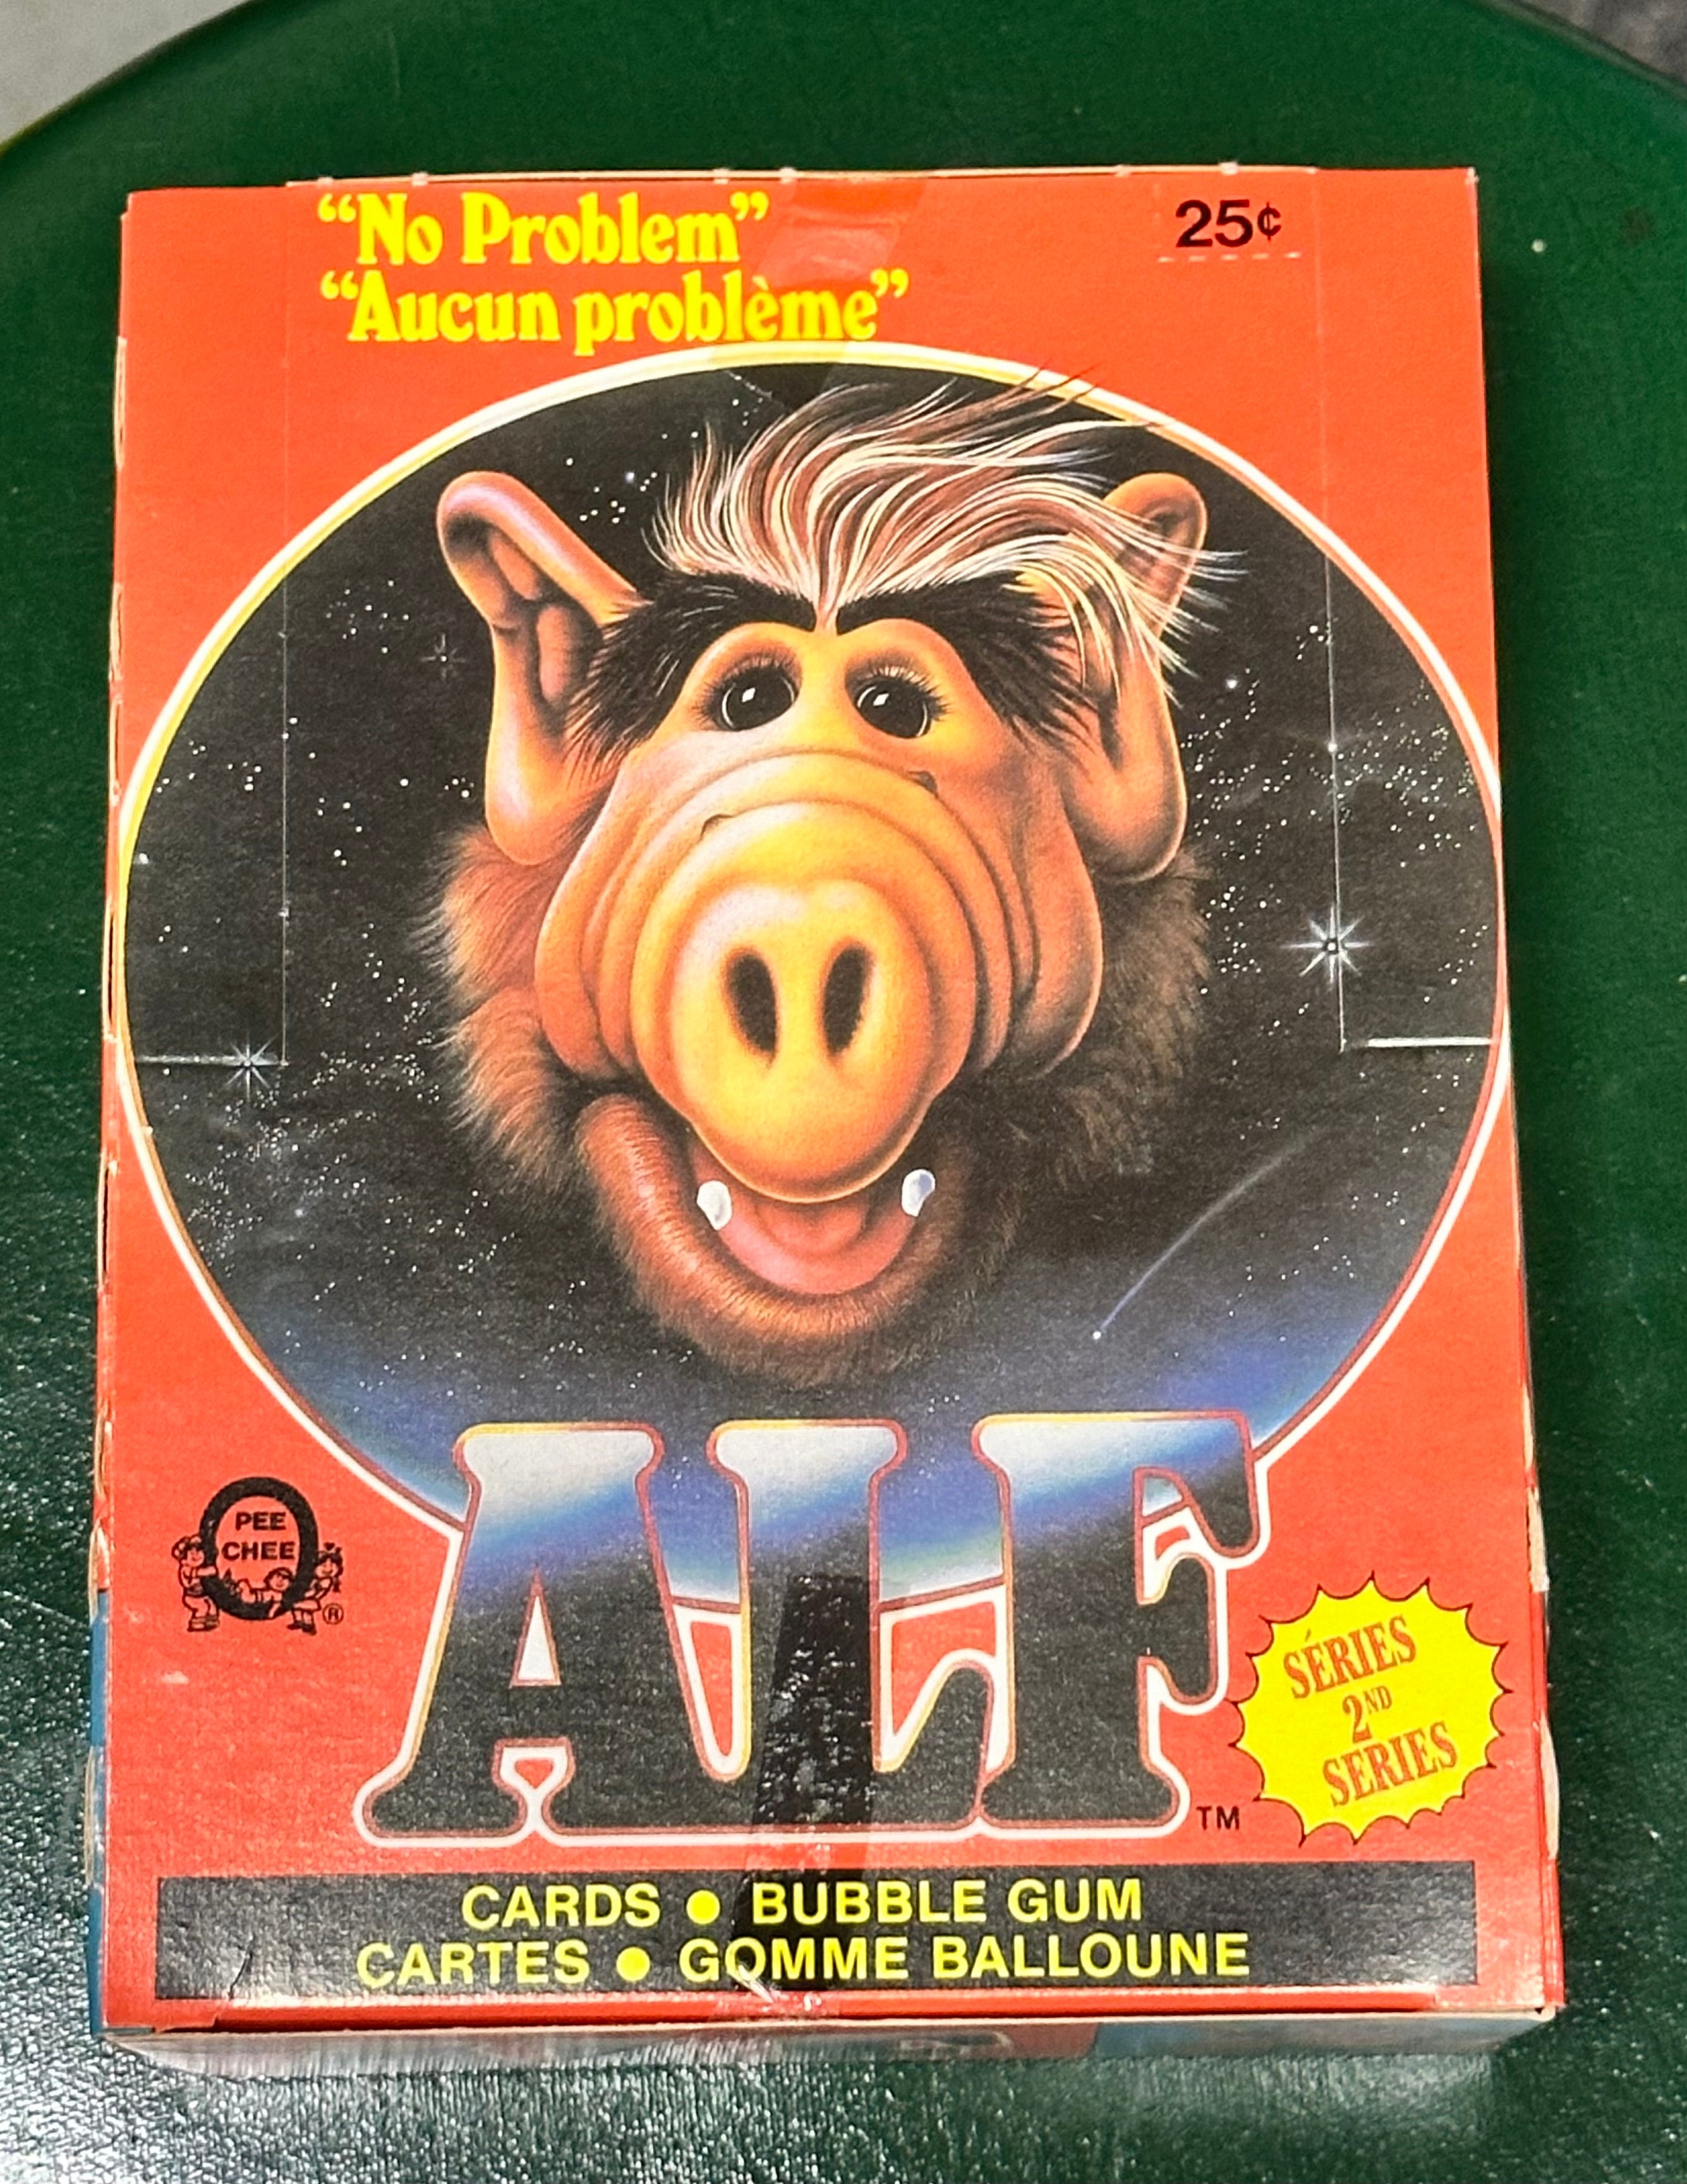 “No Problem”
25¢
“Aucun problème”
ALF
TM
PEE
CHEE
®
SÉRIES
2ND
SERIES
CARDS • BUBBLE GUM
CARTES • GOMME BALLOUNE